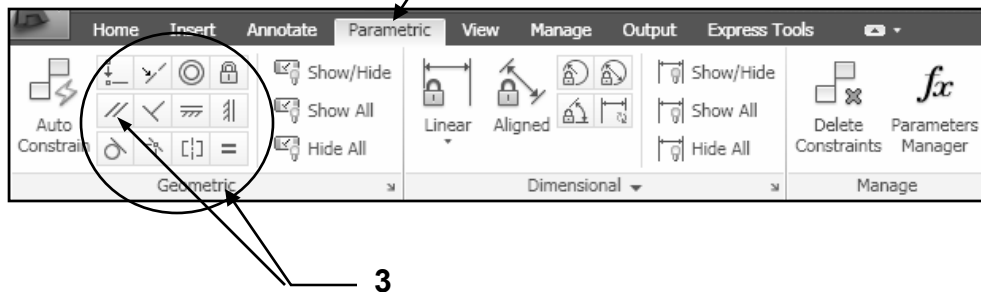 Home Insert Annotate Parametric View Manage Output Express Tools
Auto Constrain
Show/Hide
Show All
Hide All
Geometric
Linear
Aligned
Show/Hide
Show All
Hide All
Dimensional
Delete Constraints
Parameters Manager
fx
Manage
3